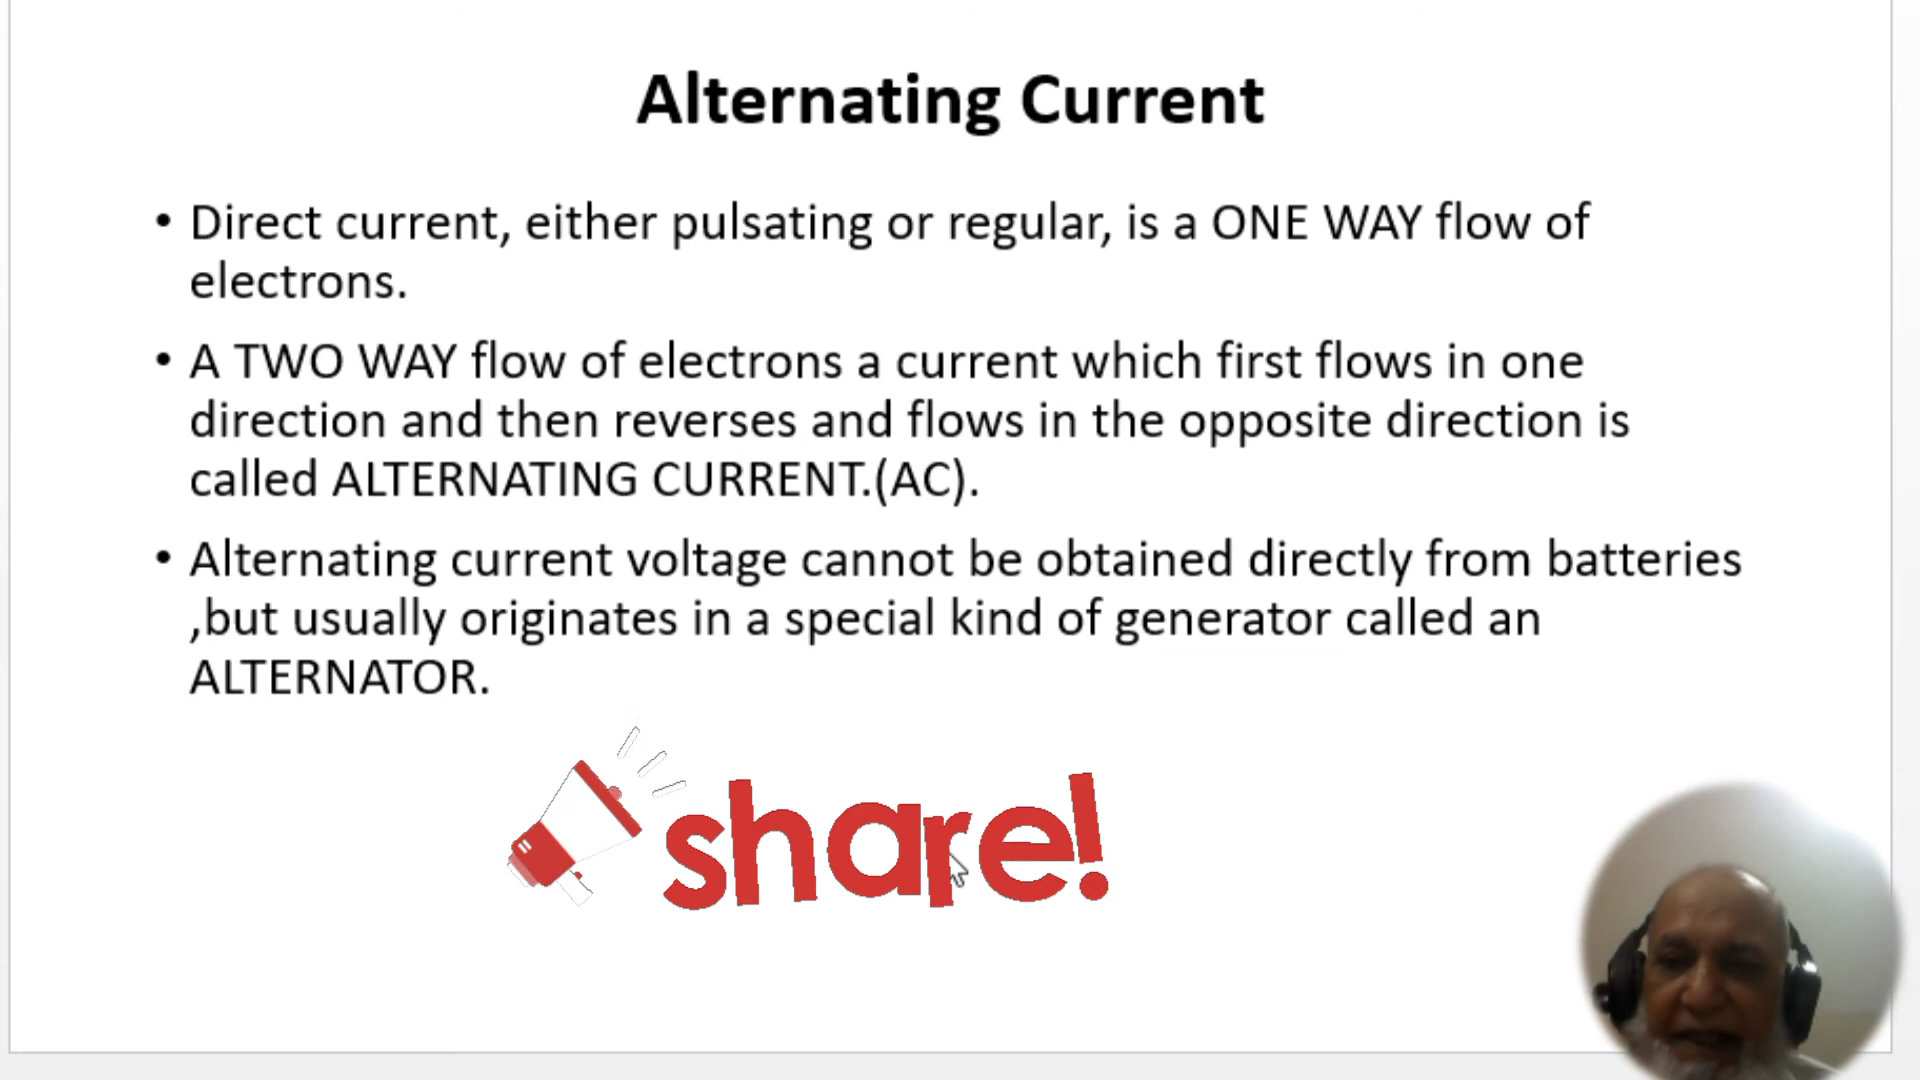 Alternating Current
• Direct current, either pulsating or regular, is a ONE WAY flow of
electrons.
• A TWO WAY flow of electrons a current which first flows in one
direction and then reverses and flows in the opposite direction is
called ALTERNATING CURRENT.(AC).
• Alternating current voltage cannot be obtained directly from batteries
,but usually originates in a special kind of generator called an
ALTERNATOR.
share!